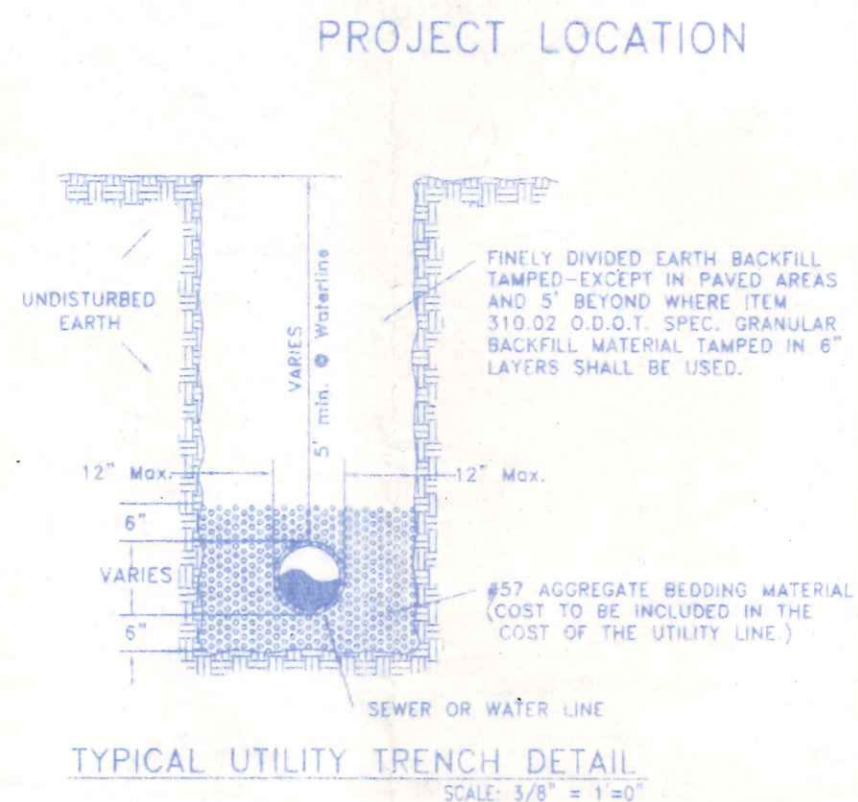 PROJECT LOCATION
UNDISTURBED
EARTH
VARIES
5' min. @ Waterline
FINELY DIVIDED EARTH BACKFILL
TAMPED-EXCEPT IN PAVED AREAS
AND 5' BEYOND WHERE ITEM
310.02 O.D.O.T. SPEC. GRANULAR
BACKFILL MATERIAL TAMPED IN 6"
LAYERS SHALL BE USED.
12" Max.
12" Max.
6"
VARIES
6"
#57 AGGREGATE BEDDING MATERIAL
(COST TO BE INCLUDED IN THE
COST OF THE UTILITY LINE.)
SEWER OR WATER LINE
TYPICAL UTILITY TRENCH DETAIL
SCALE: 3/8" = 1'=0"